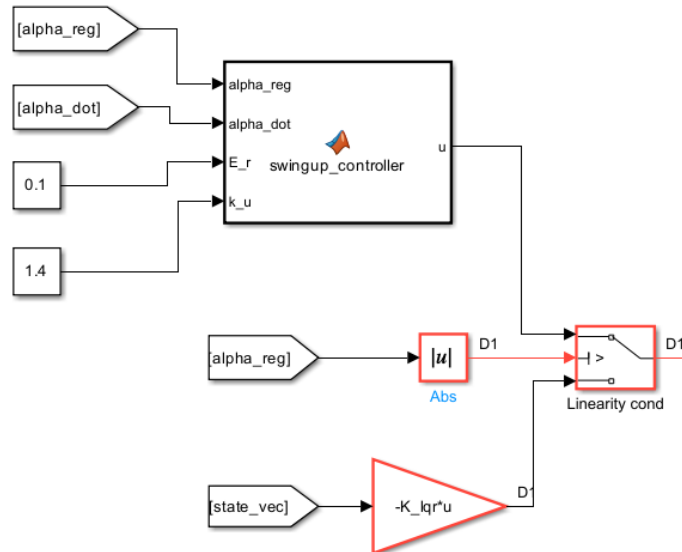 [alpha_reg]
[alpha_dot]
0.1
1.4
alpha_reg
alpha_dot
E_r
k_u
swingup_controller
u
[alpha_reg]
|u|
D1
Abs
>
D1
Linearity cond
[state_vec]
-K_lqr*u
D1